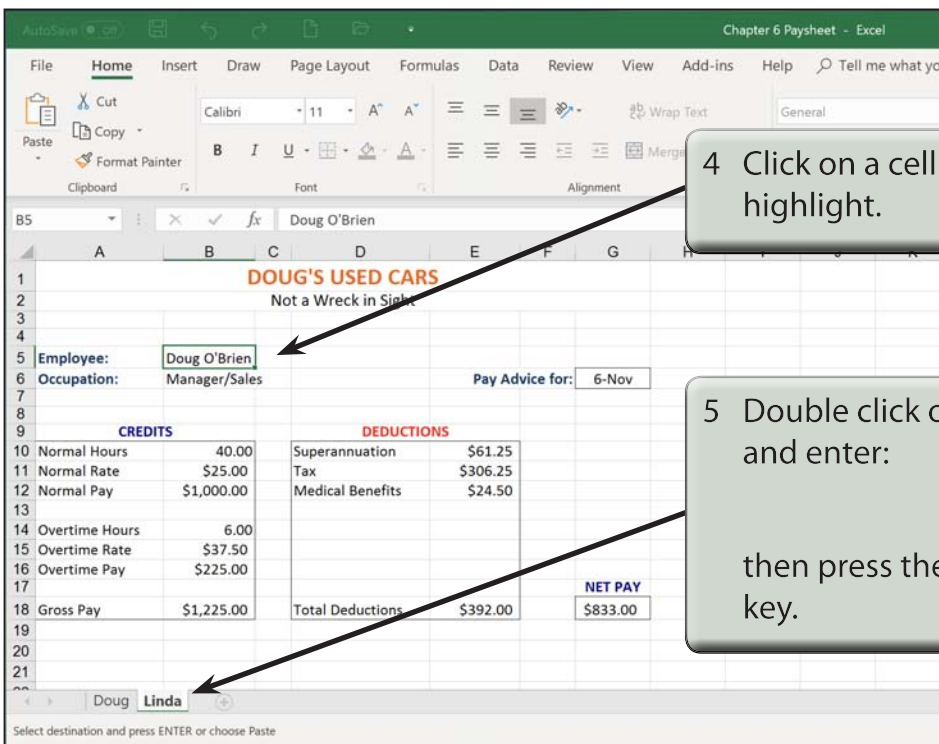 AutoSave Off
Chapter 6 Paysheet - Excel
File Home Insert Draw Page Layout Formulas Data Review View Add-ins Help Tell me what yo
Paste
Cut
Copy
Format Painter
Clipboard
Calibri 11 A^ A˅
B I U A
Font
ab Wrap Text
Merge
Alignment
General
4 Click on a cell
highlight.
B5 fx Doug O'Brien
A B C D E F G H
1 DOUG'S USED CARS
2 Not a Wreck in Sight
3
4
5 Employee: Doug O'Brien
6 Occupation: Manager/Sales Pay Advice for: 6-Nov
7
8
9 CREDITS DEDUCTIONS
10 Normal Hours 40.00 Superannuation $61.25
11 Normal Rate $25.00 Tax $306.25
12 Normal Pay $1,000.00 Medical Benefits $24.50
13
14 Overtime Hours 6.00
15 Overtime Rate $37.50
16 Overtime Pay $225.00
17 NET PAY
18 Gross Pay $1,225.00 Total Deductions $392.00 $833.00
19
20
21
5 Double click
and enter:
then press the
key.
Doug Linda
Select destination and press ENTER or choose Paste